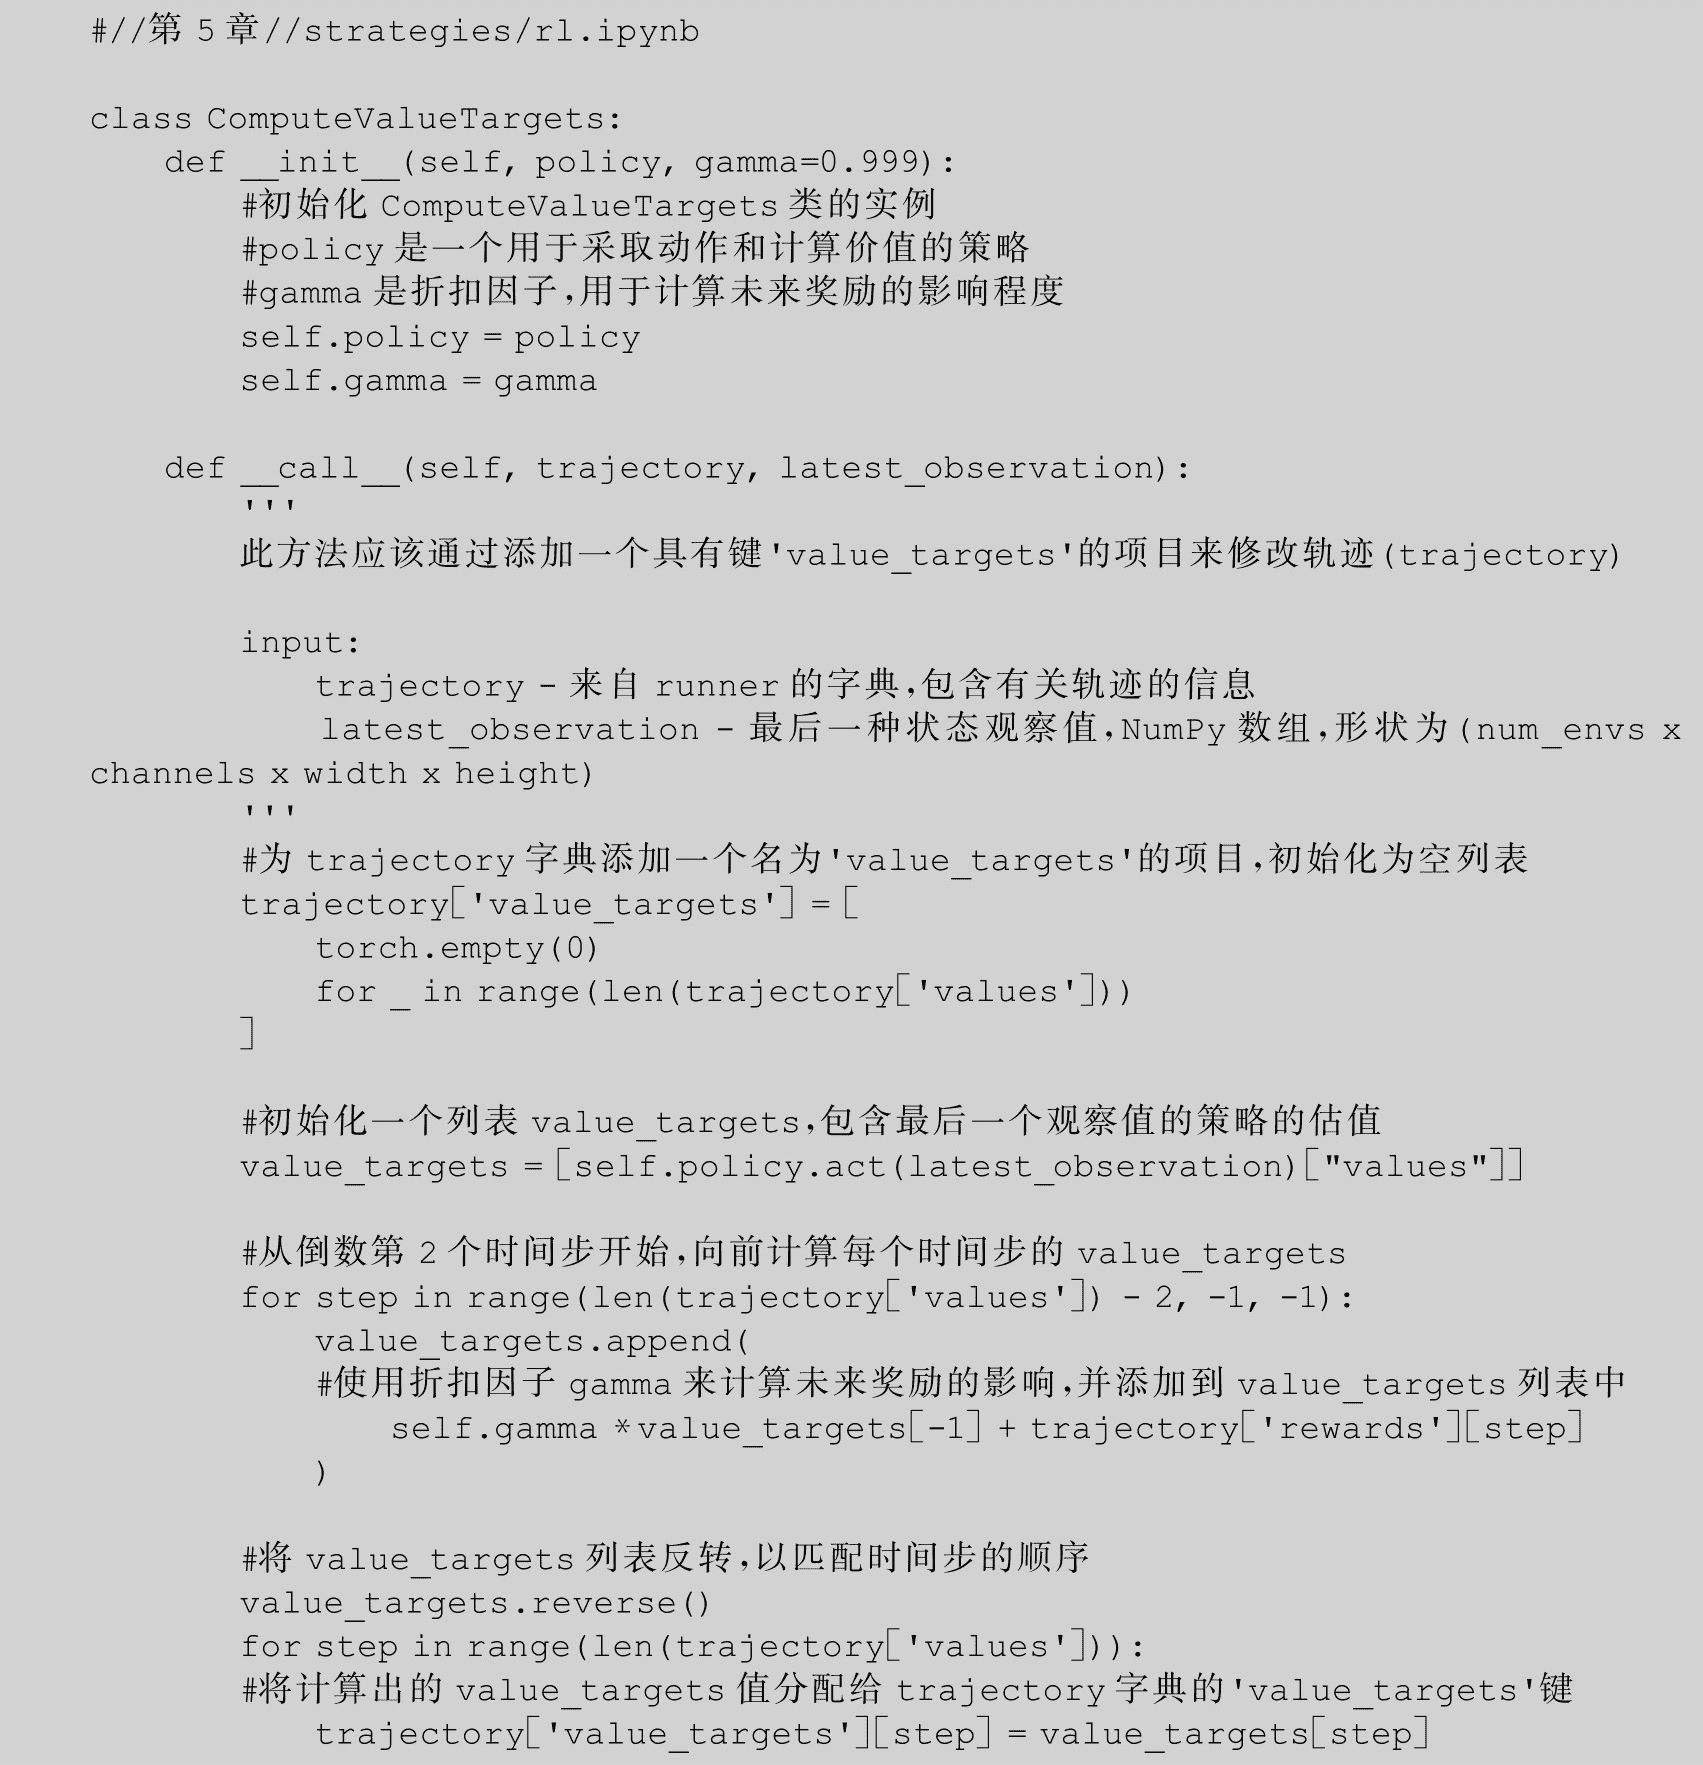 #//第 5 章//strategies/rl.ipynb

class ComputeValueTargets:
    def __init__(self, policy, gamma=0.999):
        #初始化 ComputeValueTargets 类的实例
        #policy 是一个用于采取动作和计算价值的策略
        #gamma 是折扣因子,用于计算未来奖励的影响程度
        self.policy = policy
        self.gamma = gamma

    def __call__(self, trajectory, latest_observation):
        '''
        此方法应该通过添加一个具有键'value_targets'的项目来修改轨迹(trajectory)

        input:
            trajectory - 来自 runner 的字典,包含有关轨迹的信息
            latest_observation - 最后一种状态观察值,NumPy 数组,形状为(num_envs x
channels x width x height)
        '''
        #为 trajectory 字典添加一个名为'value_targets'的项目,初始化为空列表
        trajectory['value_targets'] = [
            torch.empty(0)
            for _ in range(len(trajectory['values']))
        ]

        #初始化一个列表 value_targets,包含最后一个观察值的策略的估值
        value_targets = [self.policy.act(latest_observation)["values"]]

        #从倒数第 2 个时间步开始,向前计算每个时间步的 value_targets
        for step in range(len(trajectory['values']) - 2, -1, -1):
            value_targets.append(
            #使用折扣因子 gamma 来计算未来奖励的影响,并添加到 value_targets 列表中
                self.gamma *value_targets[-1] + trajectory['rewards'][step]
            )

        #将 value_targets 列表反转,以匹配时间步的顺序
        value_targets.reverse()
        for step in range(len(trajectory['values'])):
        #将计算出的 value_targets 值分配给 trajectory 字典的'value_targets'键
            trajectory['value_targets'][step] = value_targets[step]